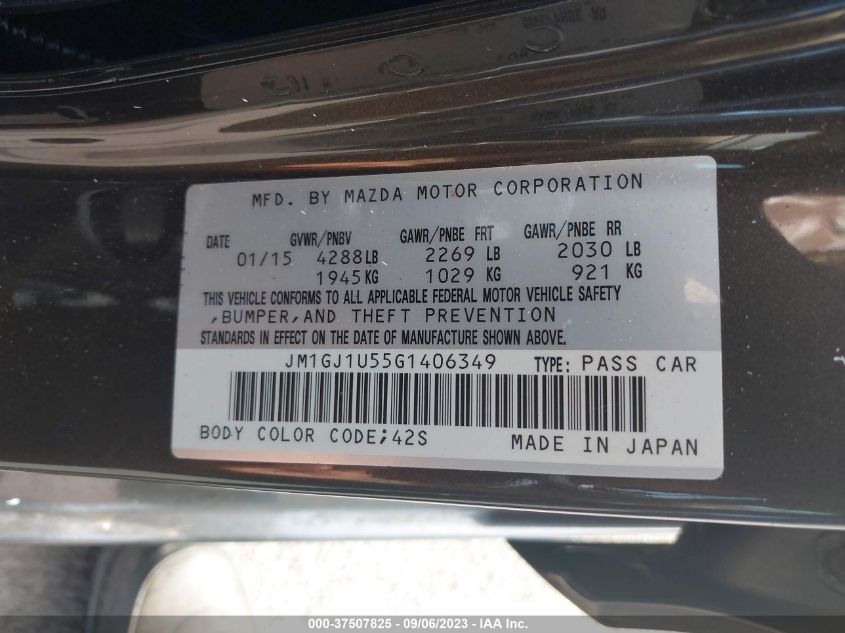 MFD. BY MAZDA MOTOR CORPORATION
DATE GVWR/PNBV GAWR/PNBE FRT GAWR/PNBE RR
01/15 4288LB 2269 LB 2030 LB
1945KG 1029 KG 921 KG
THIS VEHICLE CONFORMS TO ALL APPLICABLE FEDERAL MOTOR VEHICLE SAFETY
,BUMPER,AND THEFT PREVENTION
STANDARDS IN EFFECT ON THE DATE OF MANUFACTURE SHOWN ABOVE.
JM1GJ1U55G1406349 TYPE: PASS CAR
BODY COLOR CODE;42S MADE IN JAPAN
000-37507825 - 09/06/2023 - IAA Inc.